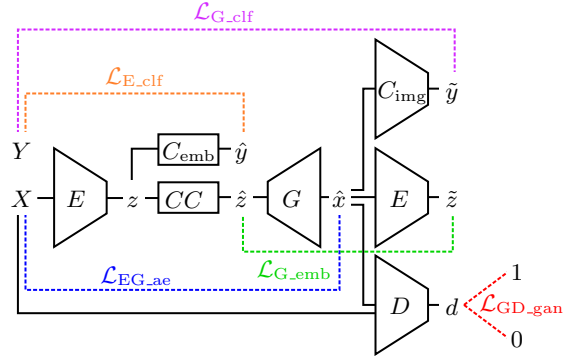 ℒ_G_clf
ℒ_E_clf
C_img ỹ
Y C_emb ŷ
X E z CC ẑ G x̂ E z̃
ℒ_EG_ae ℒ_G_emb
1
D d ℒ_GD_gan
0